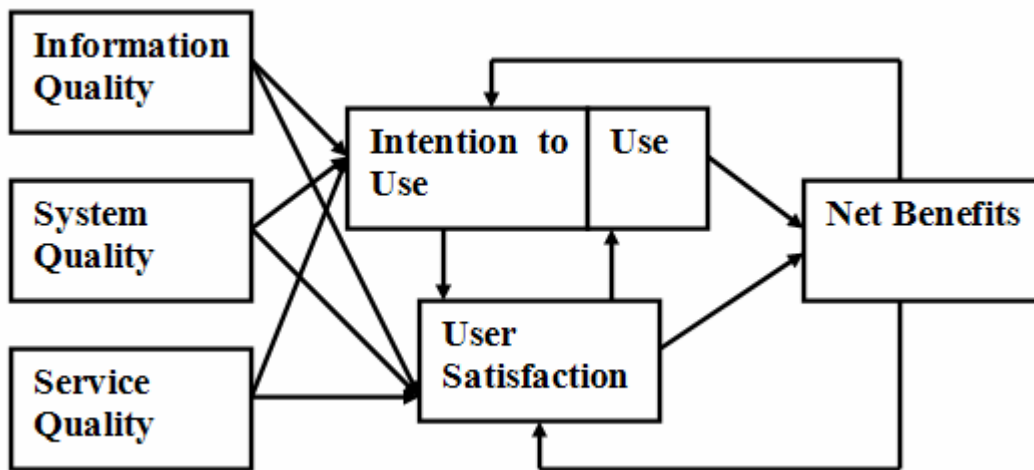 Information
Quality
Intention to
Use
Use
System
Quality
Net Benefits
User
Satisfaction
Service
Quality